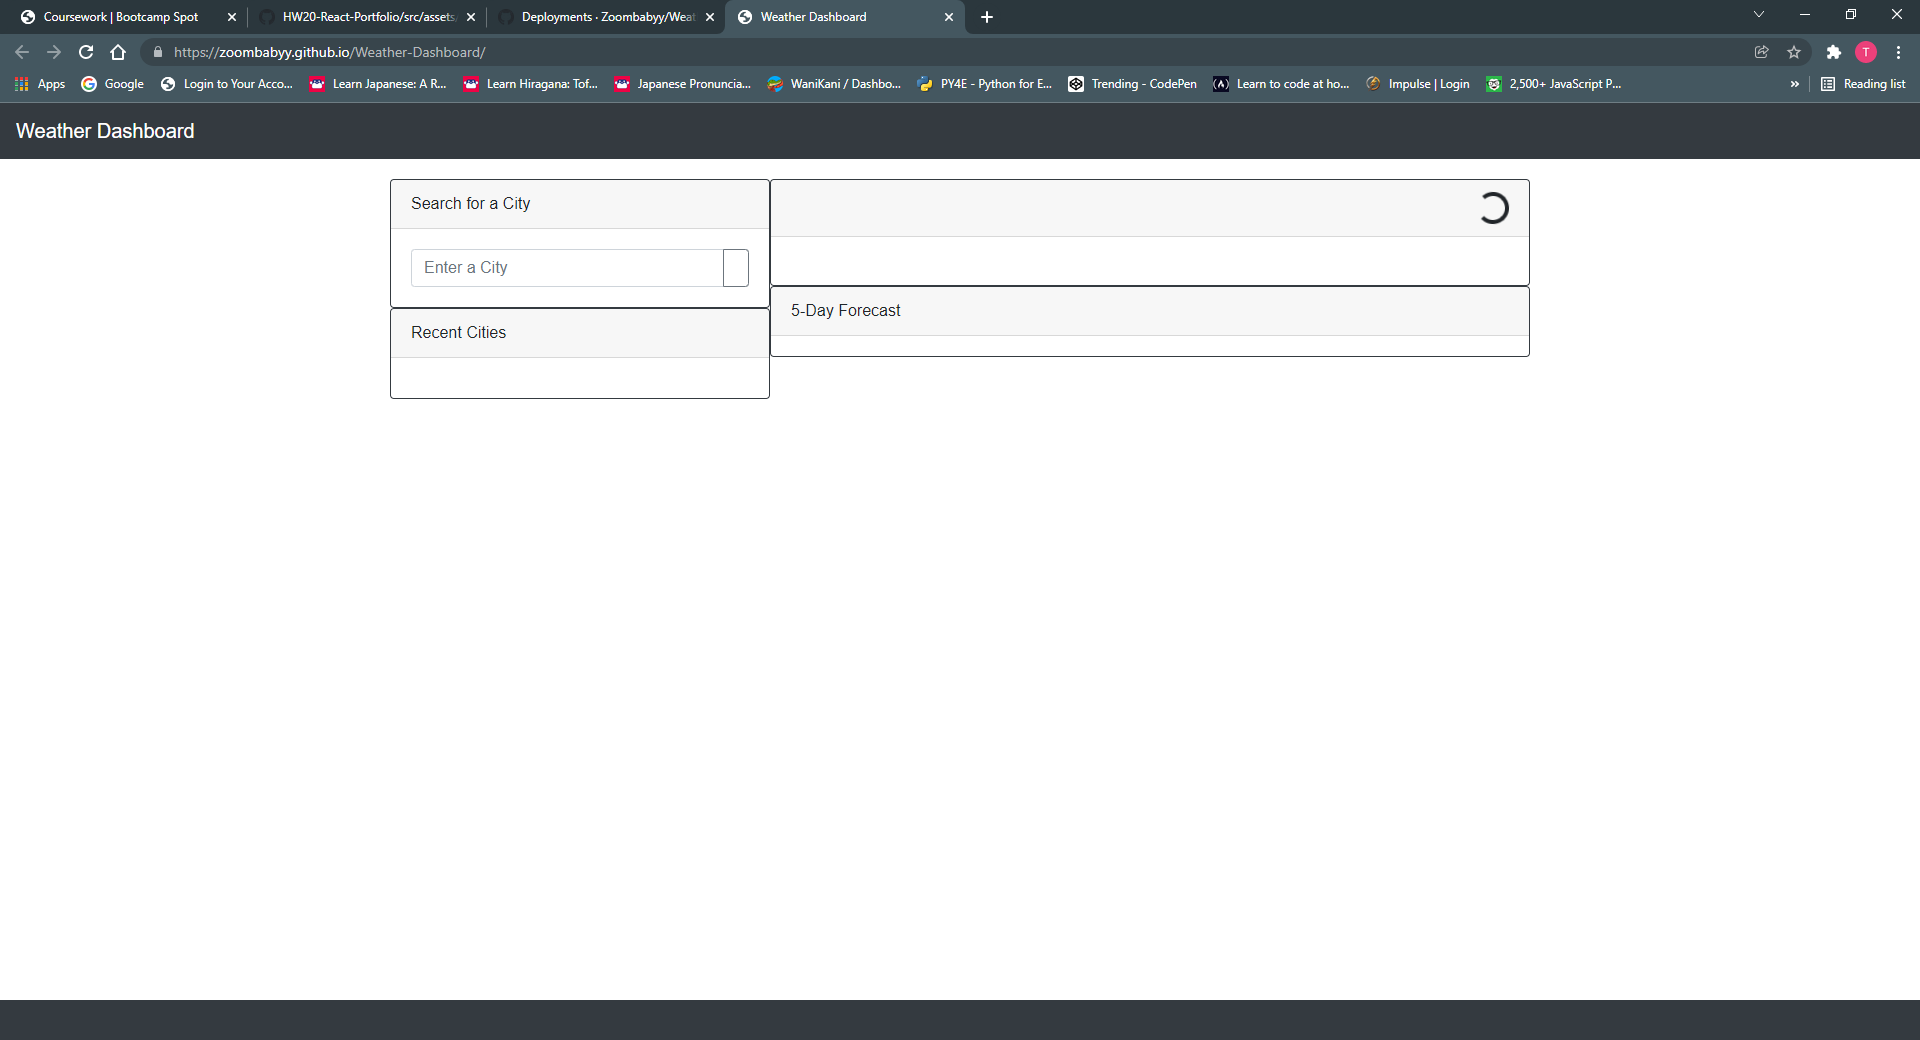 Coursework | Bootcamp Spot
HW20-React-Portfolio/src/assets
Deployments · Zoombabyy/Weat
Weather Dashboard
https://zoombabyy.github.io/Weather-Dashboard/
T
Apps
Google
Login to Your Acco...
Learn Japanese: A R...
Learn Hiragana: Tof...
Japanese Pronuncia...
WaniKani / Dashbo...
PY4E - Python for E...
Trending - CodePen
Learn to code at ho...
Impulse | Login
2,500+ JavaScript P...
»
Reading list
Weather Dashboard
Search for a City
Enter a City
Recent Cities
5-Day Forecast